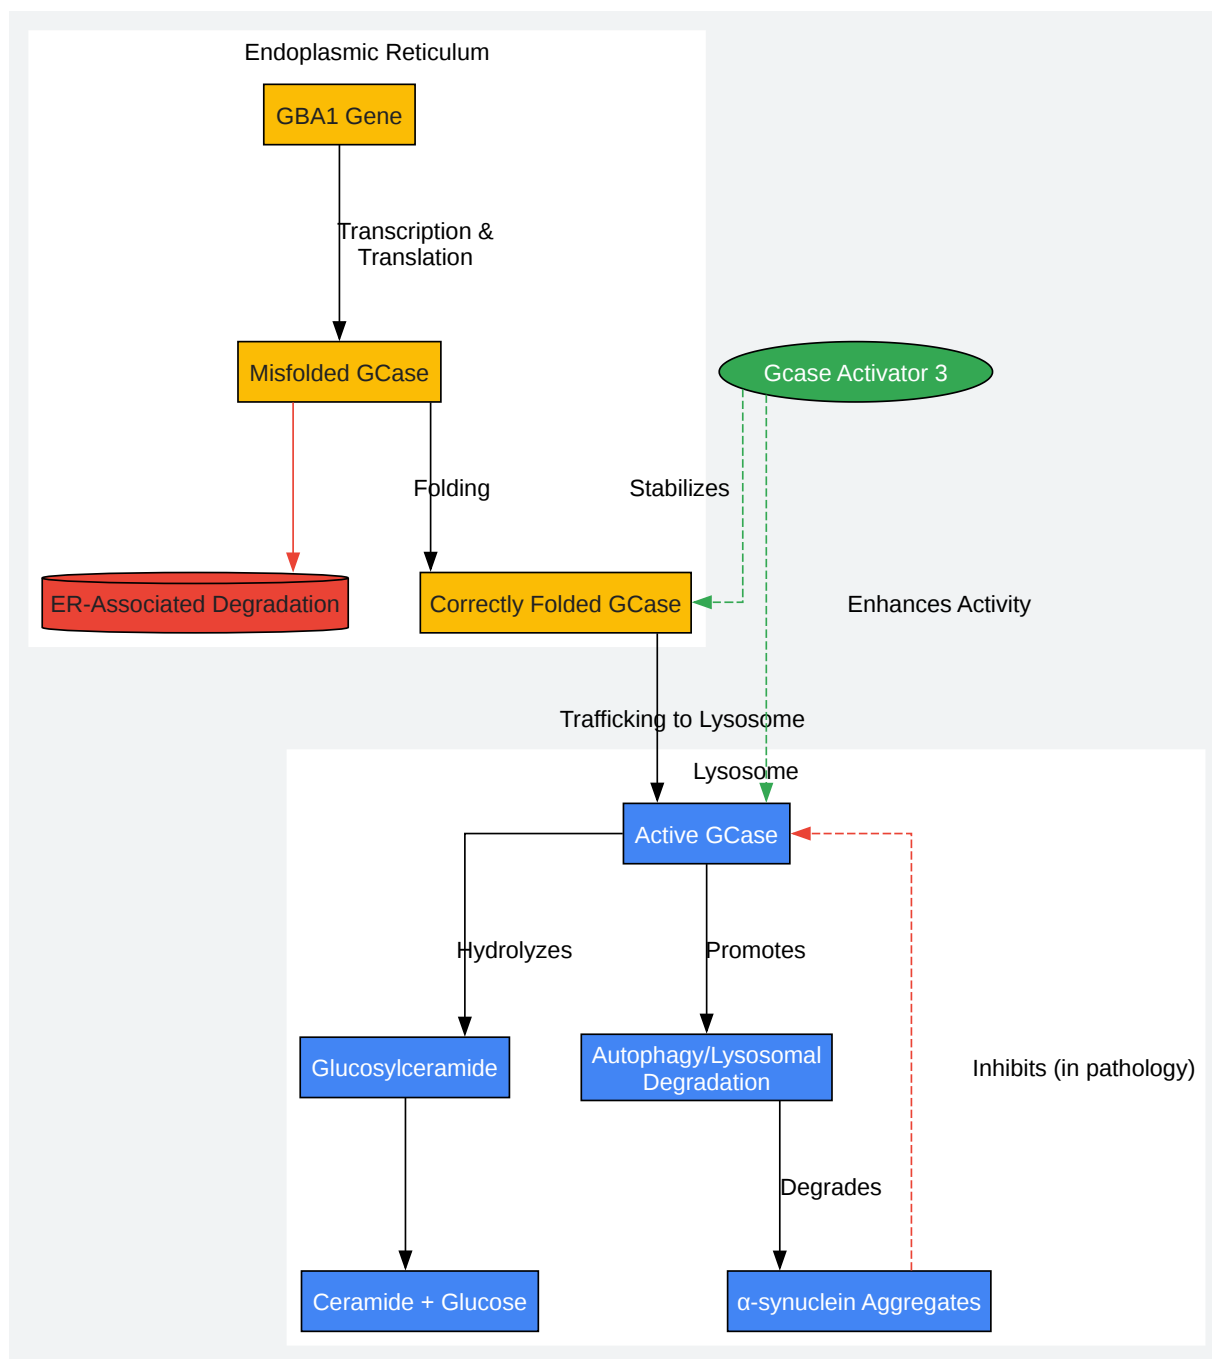 Endoplasmic Reticulum
GBA1 Gene
Transcription &
Translation
Misfolded GCase
Gcase Activator 3
Folding
Stabilizes
ER-Associated Degradation
Correctly Folded GCase
Enhances Activity
Trafficking to Lysosome
Lysosome
Active GCase
Hydrolyzes
Promotes
Glucosylceramide
Autophagy/Lysosomal
Degradation
Inhibits (in pathology)
Degrades
Ceramide + Glucose
α-synuclein Aggregates